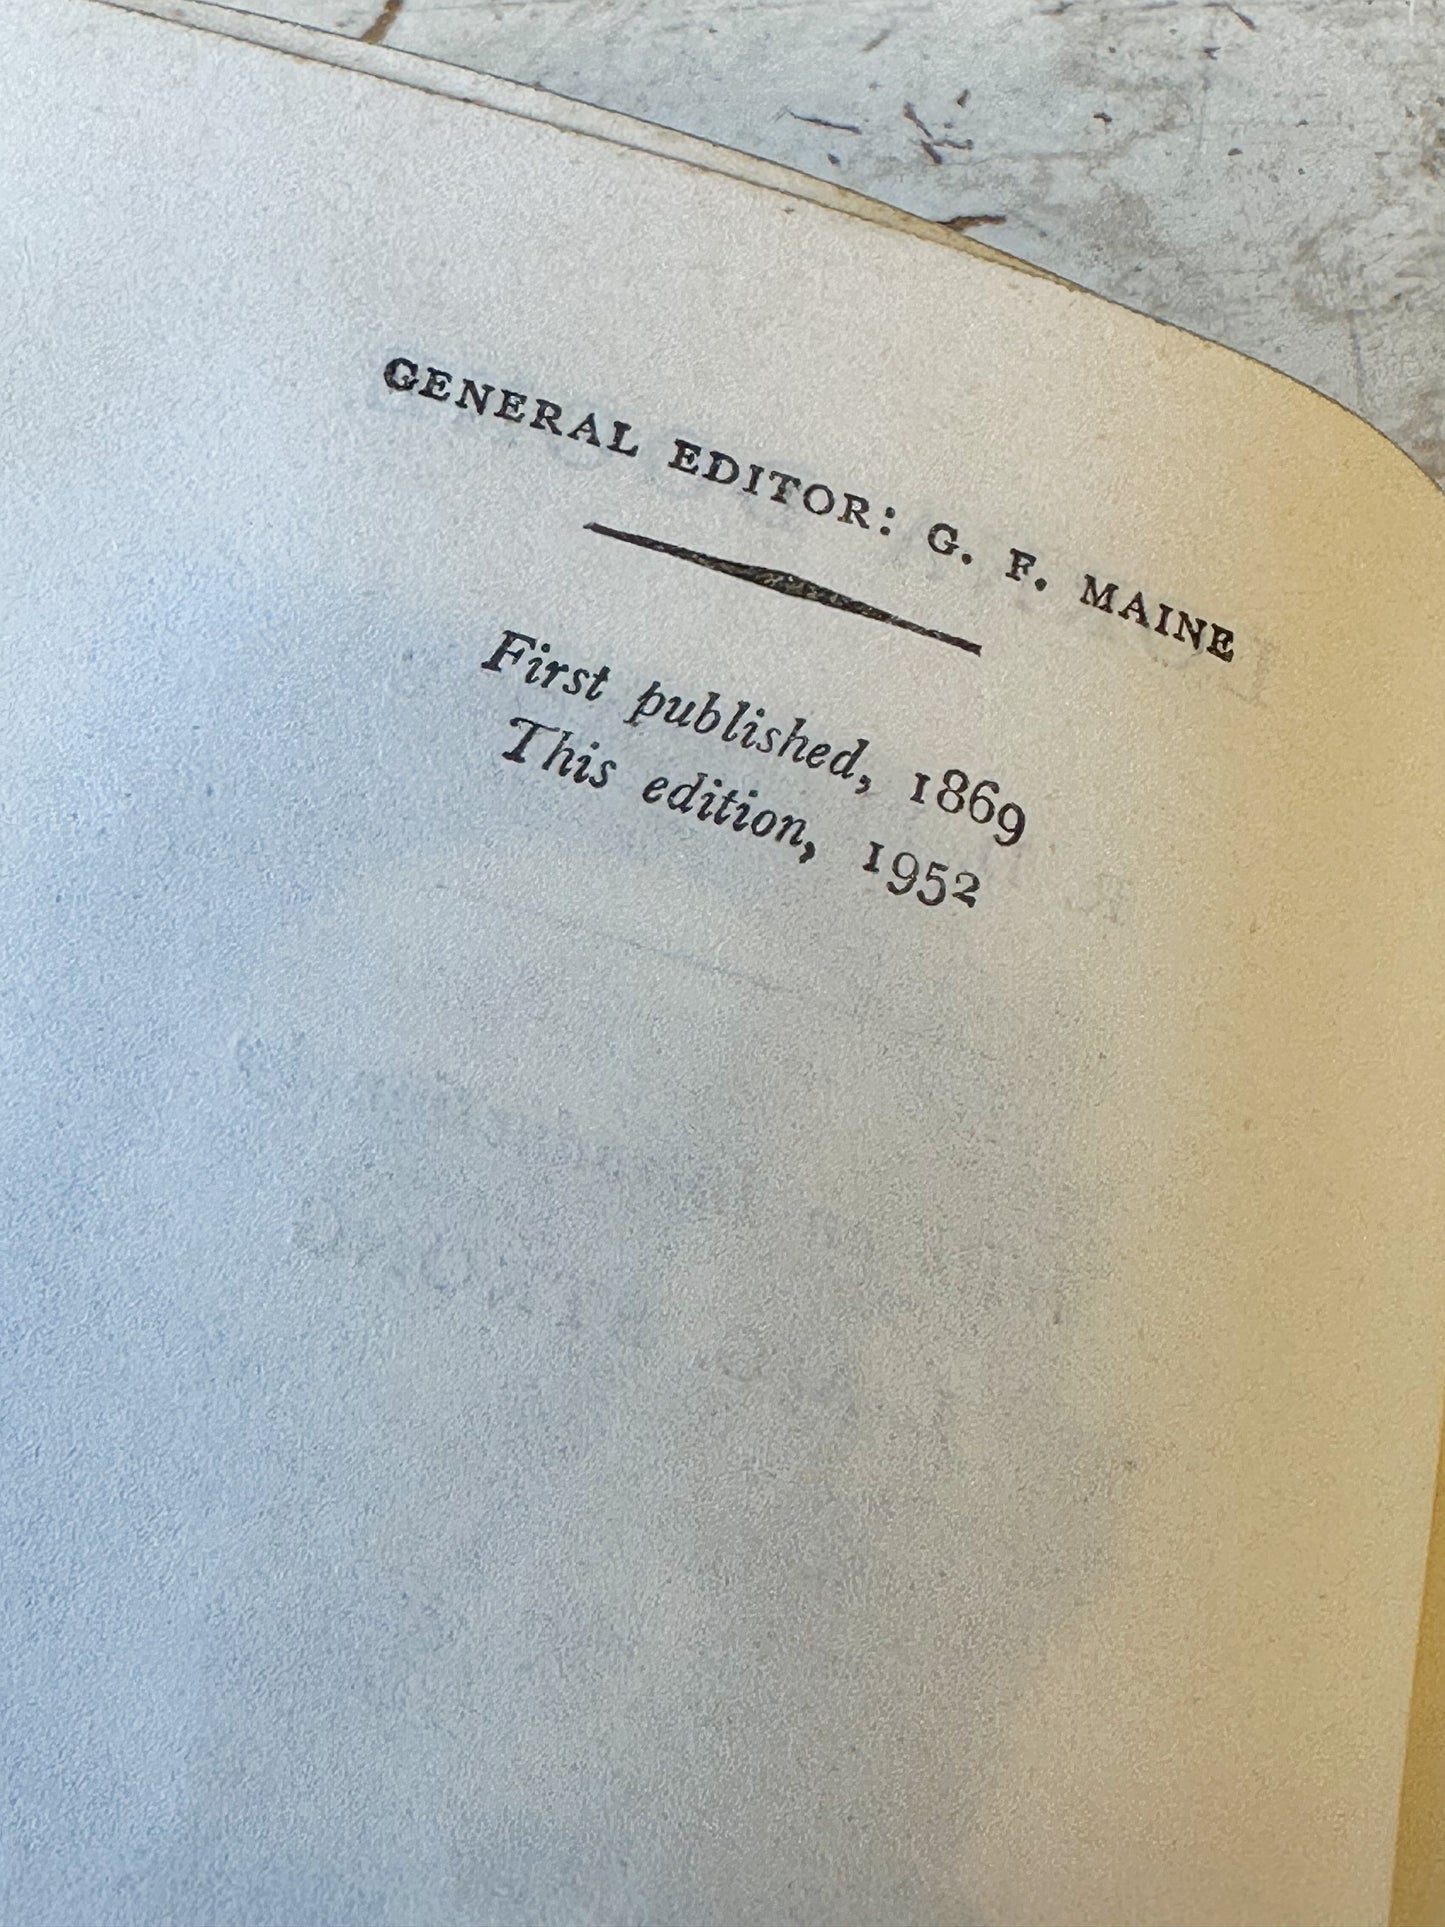 GENERAL EDITOR: G. F. MAINE
First published, 1869
This edition, 1952